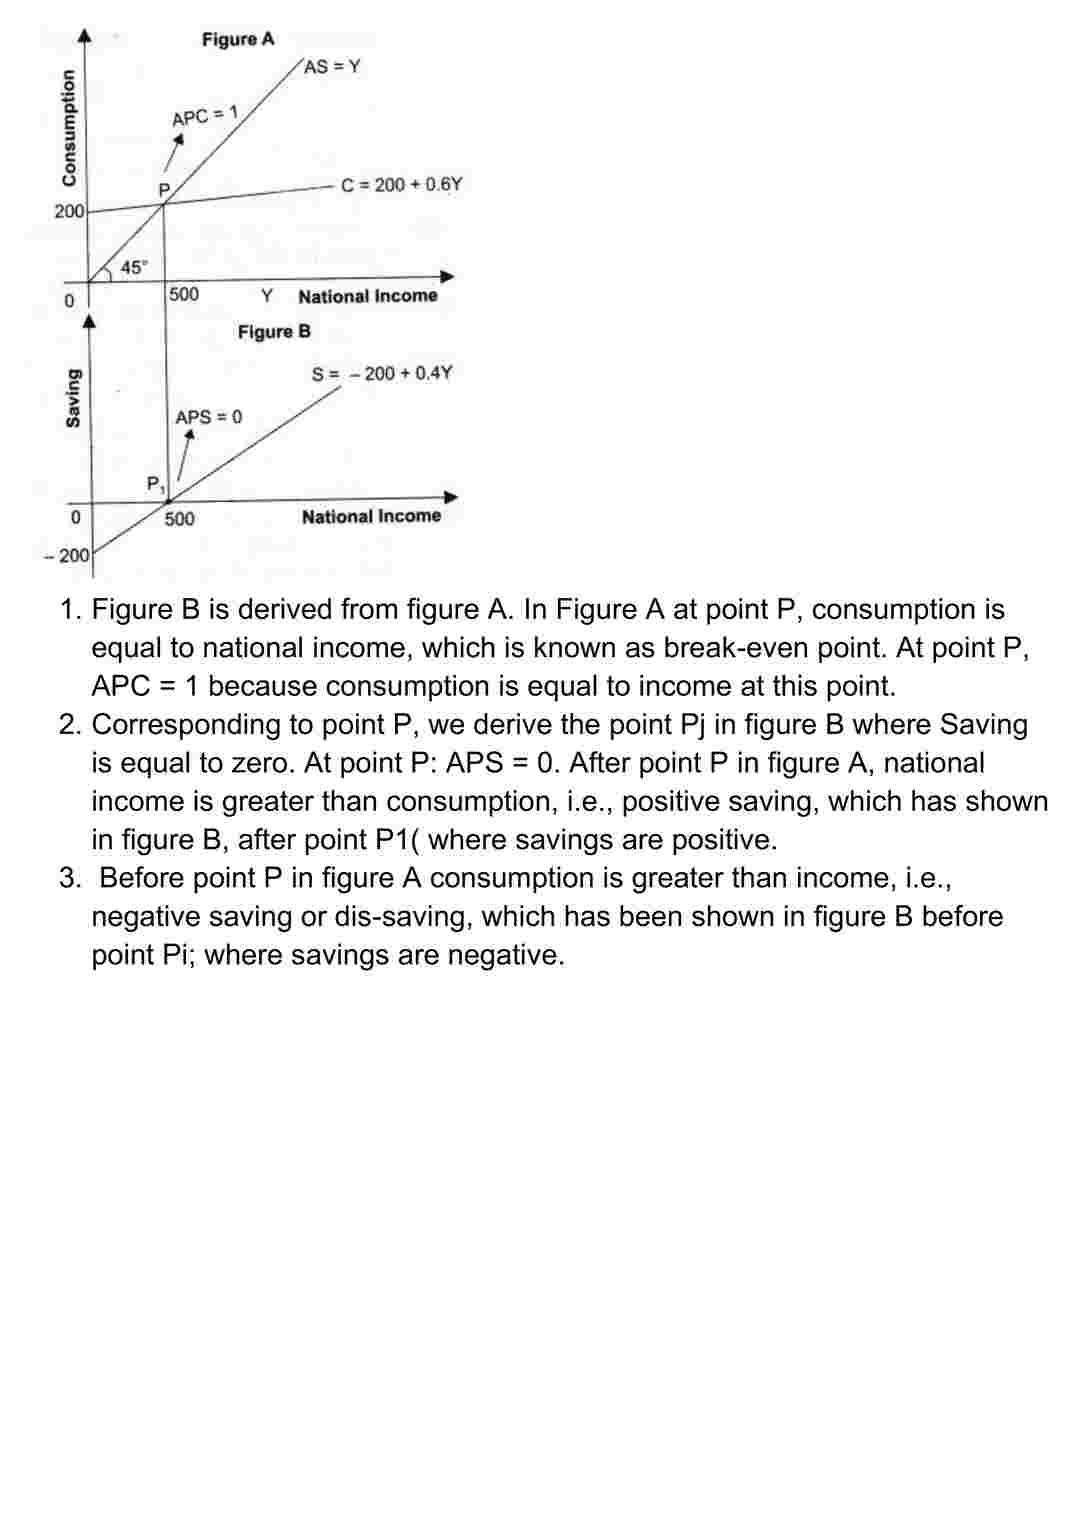 Figure A
AS = Y
APC = 1
Consumption
P
C = 200 + 0.6Y
200
45°
0
500
Y
National Income
Figure B
S = – 200 + 0.4Y
Saving
APS = 0
P1
0
500
National Income
– 200
1. Figure B is derived from figure A. In Figure A at point P, consumption is
equal to national income, which is known as break-even point. At point P,
APC = 1 because consumption is equal to income at this point.
2. Corresponding to point P, we derive the point Pj in figure B where Saving
is equal to zero. At point P: APS = 0. After point P in figure A, national
income is greater than consumption, i.e., positive saving, which has shown
in figure B, after point P1( where savings are positive.
3. Before point P in figure A consumption is greater than income, i.e.,
negative saving or dis-saving, which has been shown in figure B before
point Pi; where savings are negative.